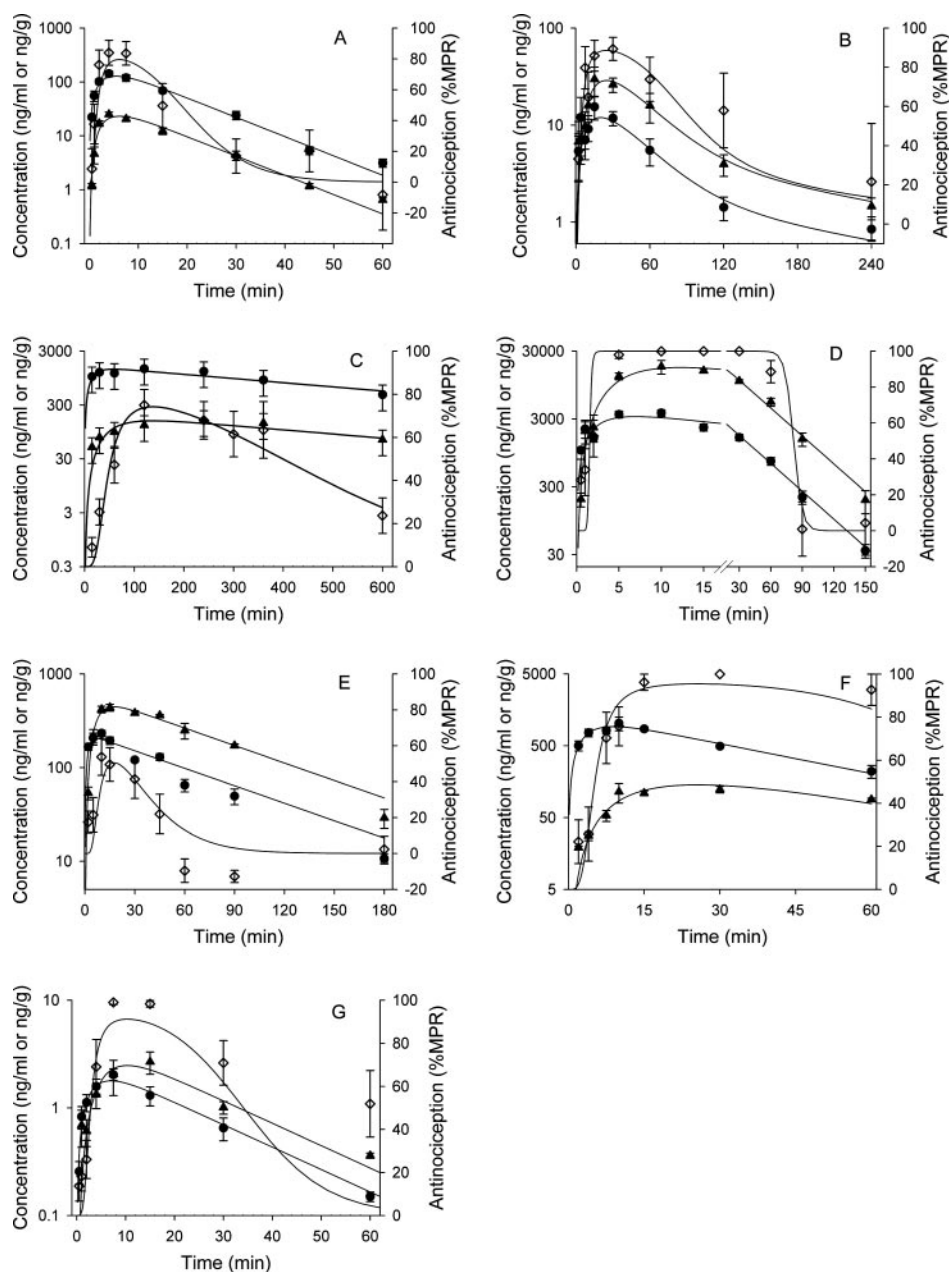 A
Concentration (ng/ml or ng/g)
1000
100
10
1
0.1
0 10 20 30 40 50 60
Time (min)
100
80
60
40
20
0
-20
Antinociception (%MPR)
B
Concentration (ng/ml or ng/g)
100
10
1
0 60 120 180 240
Time (min)
100
80
60
40
20
0
Antinociception (%MPR)
C
Concentration (ng/ml or ng/g)
3000
300
30
3
0.3
0 100 200 300 400 500 600
Time (min)
100
80
60
40
20
0
Antinociception (%MPR)
D
Concentration (ng/ml or ng/g)
30000
3000
300
30
0 5 10 15 30 60 90 120 150
Time (min)
100
80
60
40
20
0
-20
Antinociception (%MPR)
E
Concentration (ng/ml or ng/g)
1000
100
10
0 30 60 90 120 150 180
Time (min)
100
80
60
40
20
0
-20
Antinociception (%MPR)
F
Concentration (ng/ml or ng/g)
5000
500
50
5
0 15 30 45 60
Time (min)
100
80
60
40
20
0
Antinociception (%MPR)
G
Concentration (ng/ml or ng/g)
10
1
0.1
0 10 20 30 40 50 60
Time (min)
100
80
60
40
20
0
Antinociception (%MPR)